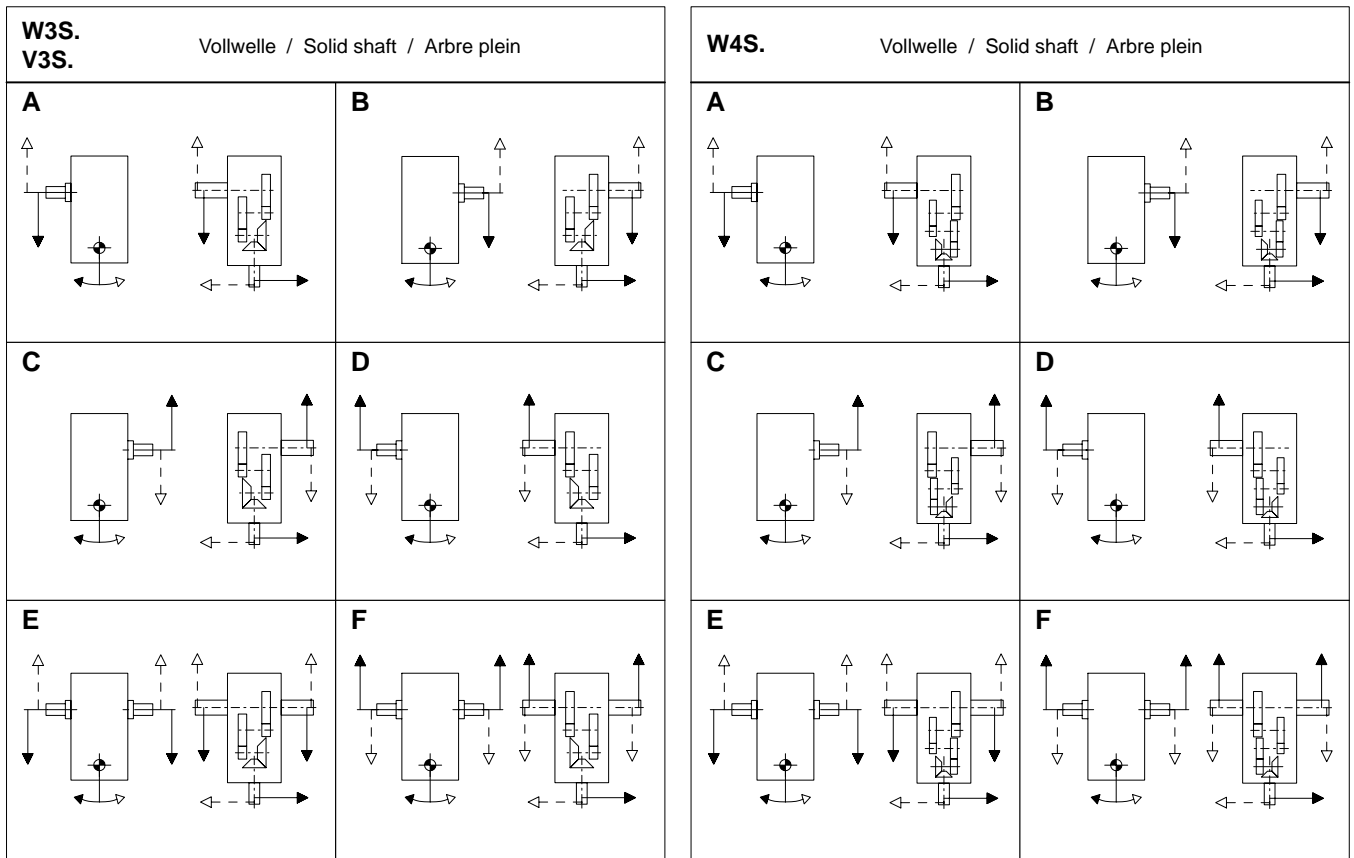 W3S.
V3S.
Vollwelle / Solid shaft / Arbre plein
A
B
C
D
E
F
W4S.
Vollwelle / Solid shaft / Arbre plein
A
B
C
D
E
F